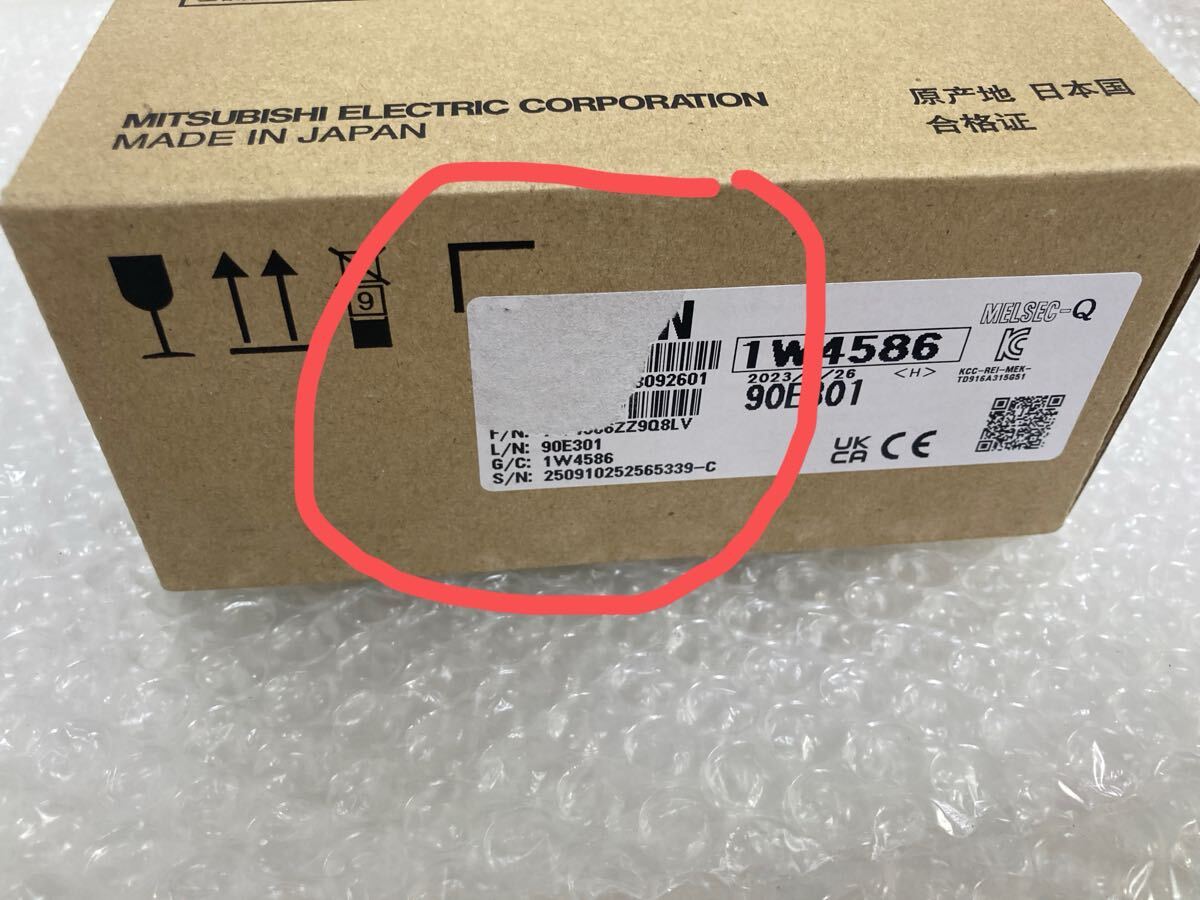 MITSUBISHI ELECTRIC CORPORATION
MADE IN JAPAN
原产地 日本国
合格证
9
N
MELSEC-Q
1W4586
3092601
<H>
KCC-REI-MEK-
TD916A315G51
90E301
L/N: 90E301
G/C: 1W4586
S/N: 250910252565339-C
UK
CA CE